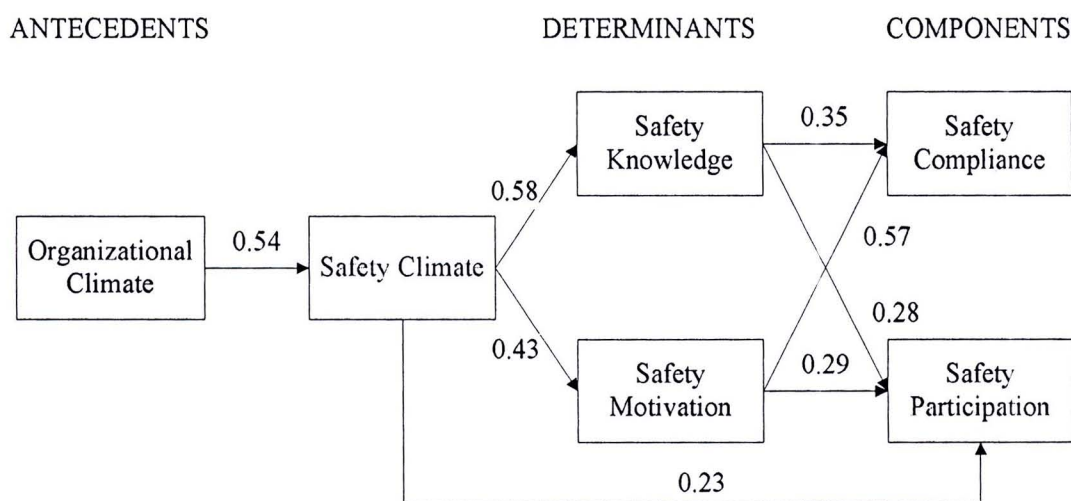 ANTECEDENTS
DETERMINANTS
COMPONENTS
Organizational
Climate
0.54
Safety Climate
0.58
0.43
Safety
Knowledge
Safety
Motivation
0.35
0.57
0.28
0.29
Safety
Compliance
Safety
Participation
0.23